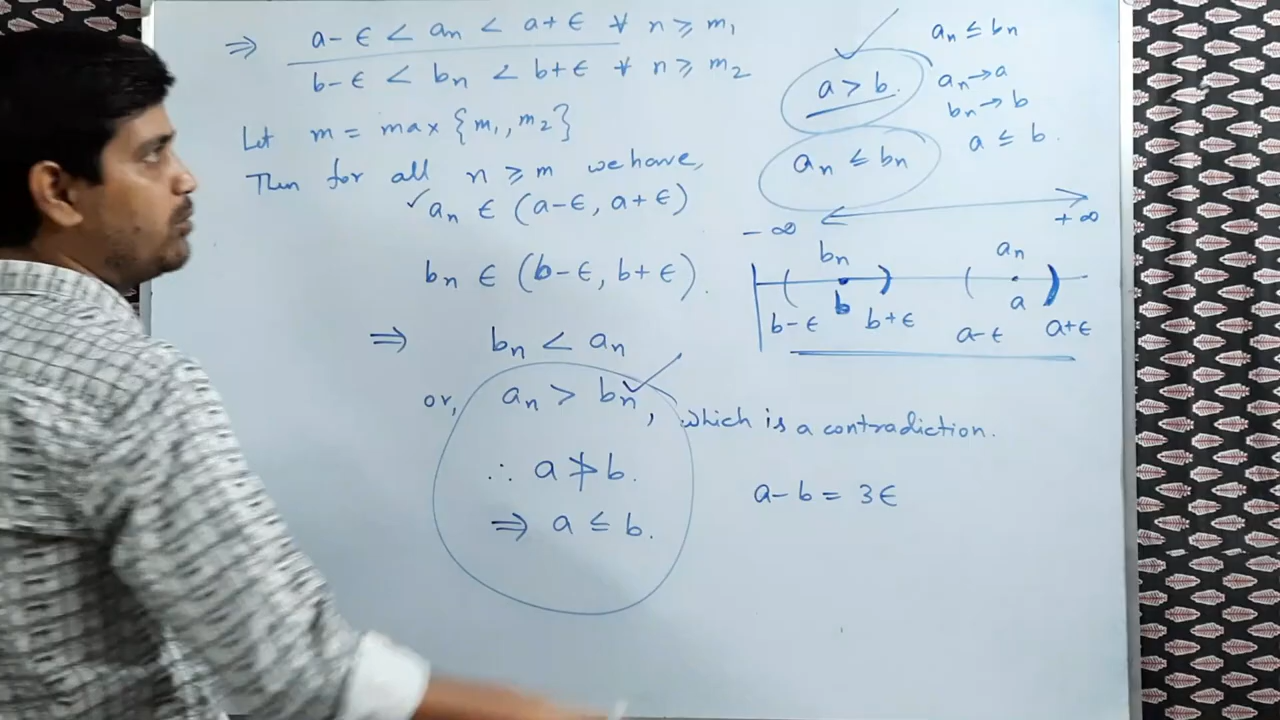 ⇒ a-ϵ < aₙ < a+ϵ ∀ n ≥ m₁
b-ϵ < bₙ < b+ϵ ∀ n ≥ m₂
Let m = max {m₁, m₂}
Then for all n ≥ m we have,
✓ aₙ ∈ (a-ϵ, a+ϵ)
bₙ ∈ (b-ϵ, b+ϵ).
⇒ bₙ < aₙ
or, aₙ > bₙ, which is a contradiction.
∴ a ≯ b.
⇒ a ≤ b.
a > b.
aₙ ≤ bₙ
aₙ ≤ bₙ
aₙ → a
bₙ → b
a ≤ b.
-∞ +∞
bₙ aₙ
b a
b-ϵ b+ϵ a-ϵ a+ϵ
a-b = 3ϵ